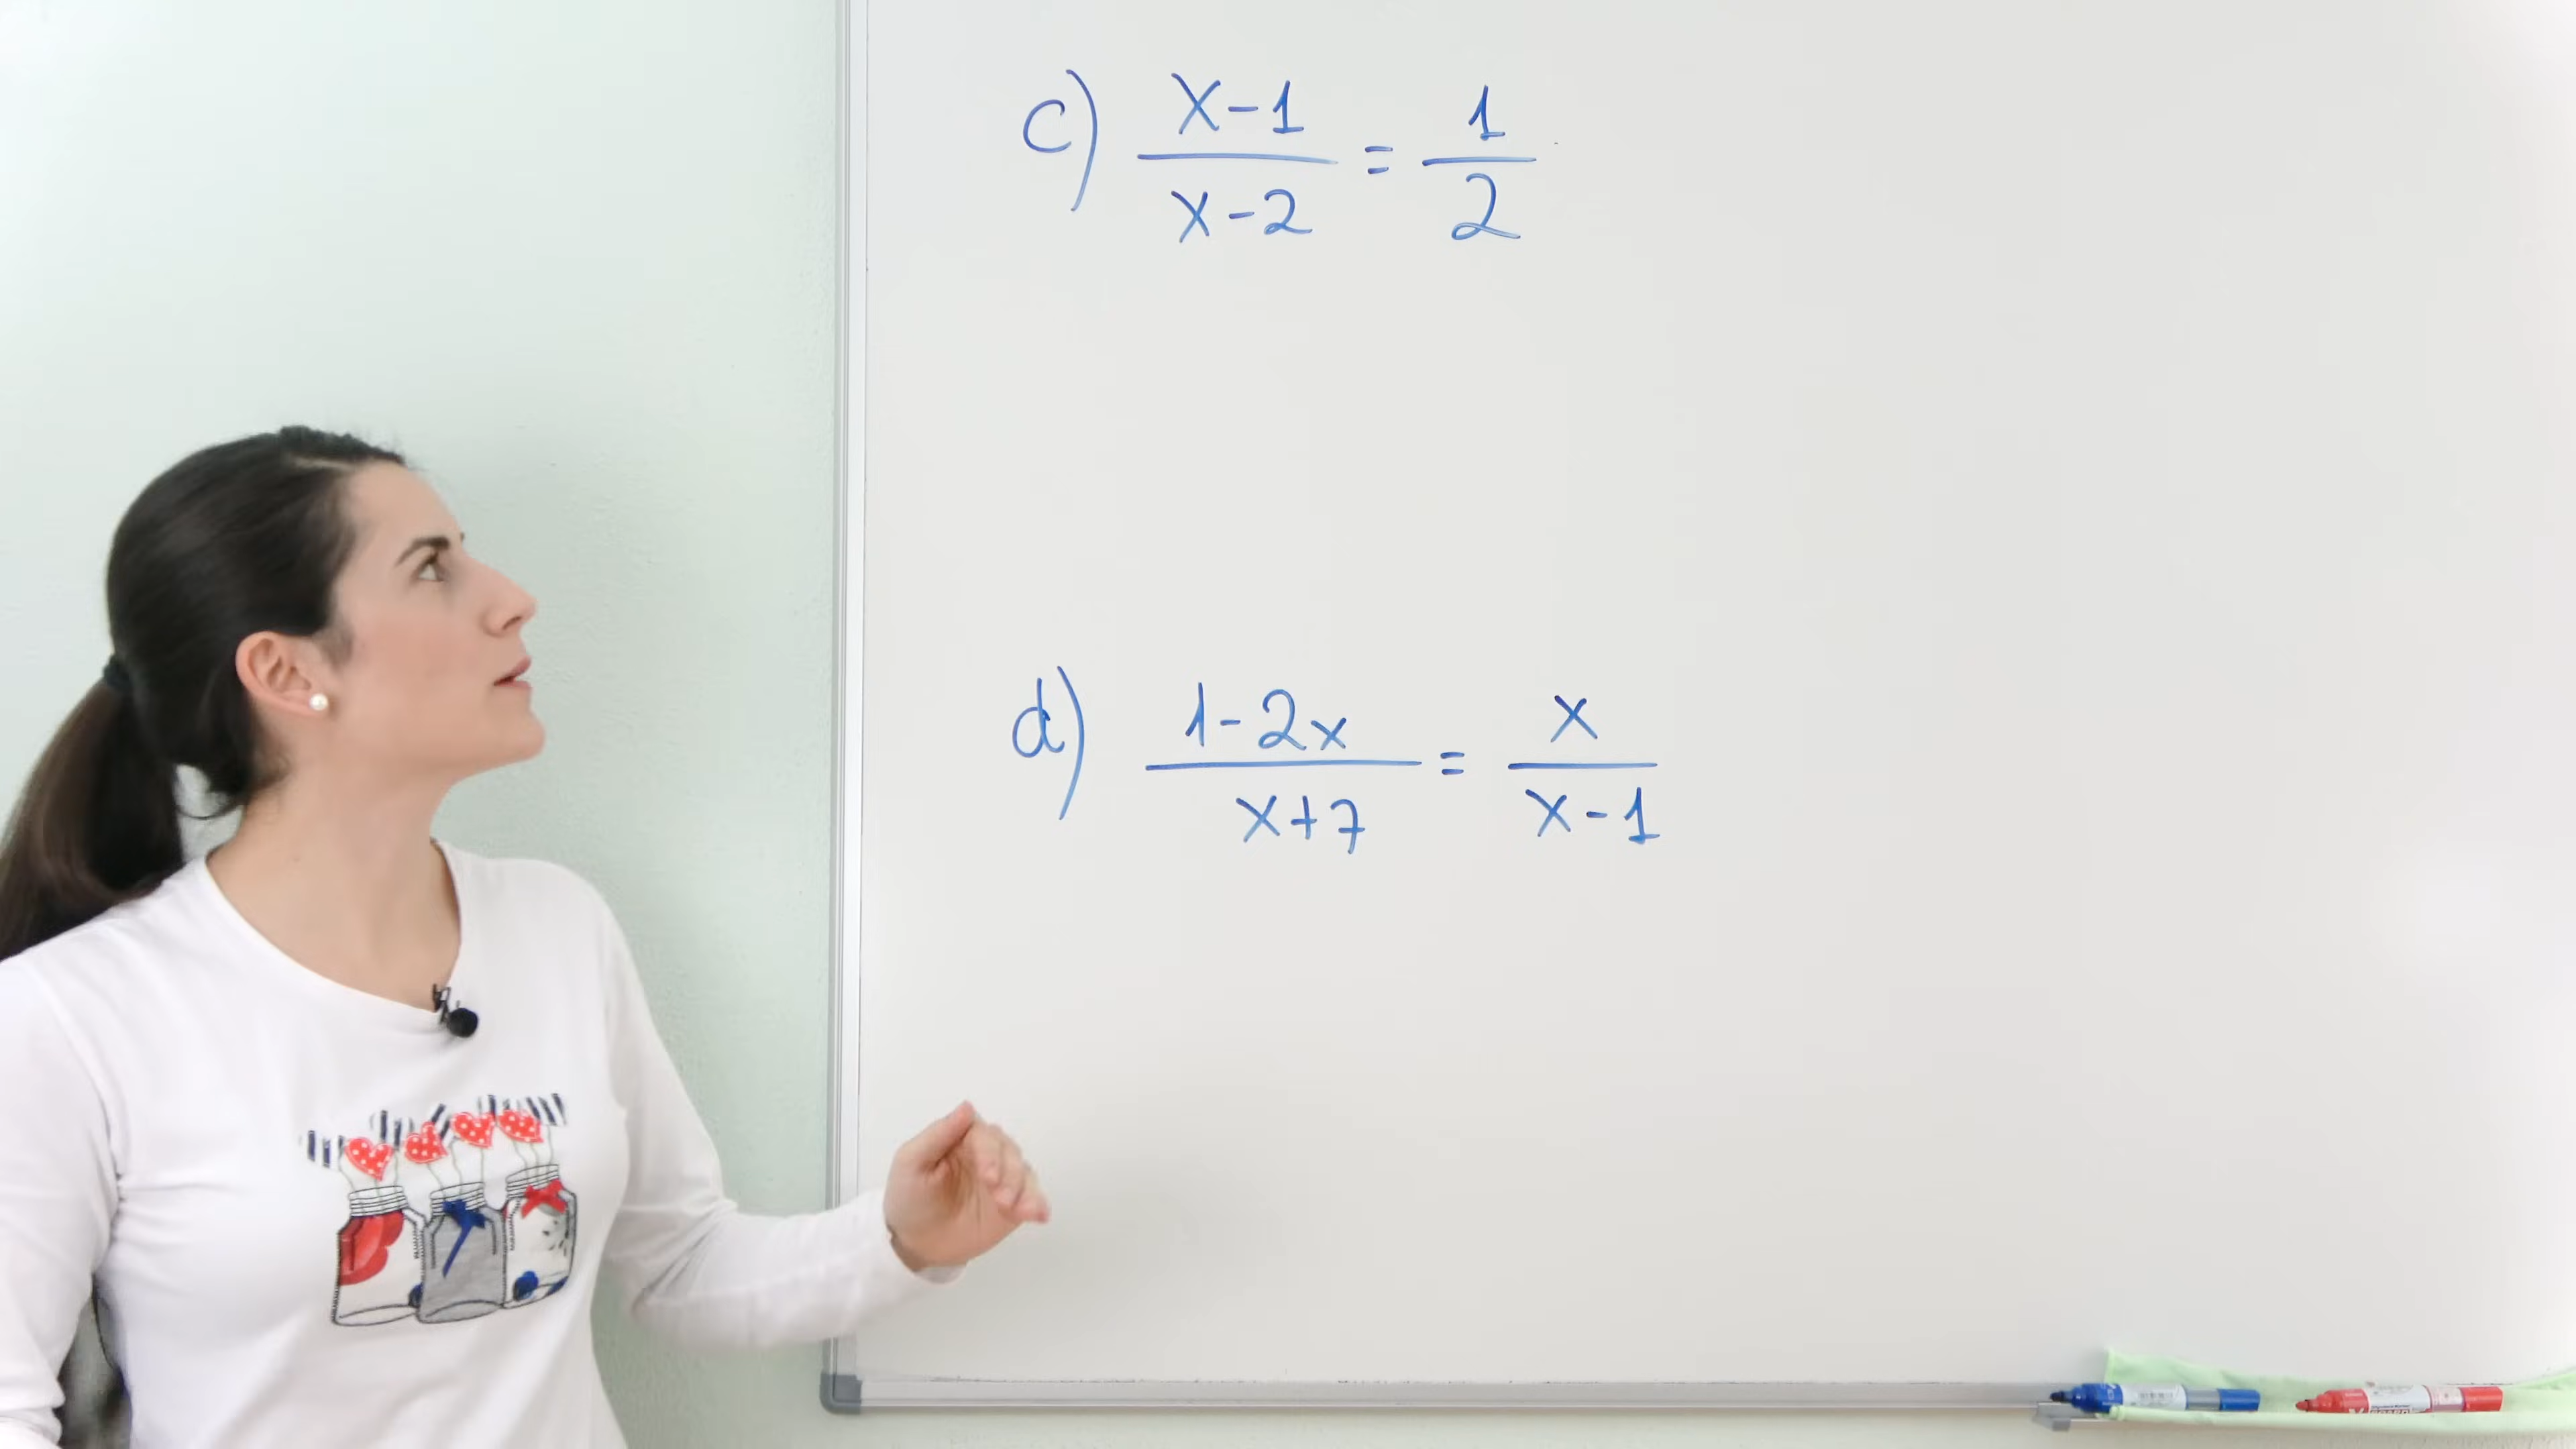 c) x-1/x-2 = 1/2
d) 1-2x/x+7 = x/x-1